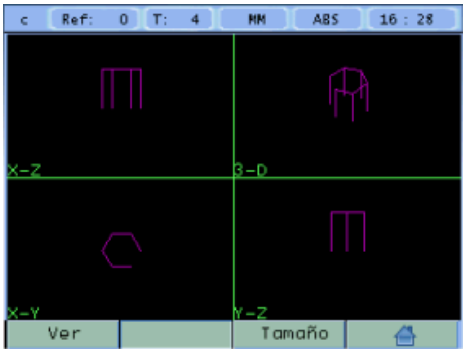 c Ref: 0 T: 4 MM ABS 16 : 28
X-Z
3-D
X-Y
Y-Z
Ver Tamaño